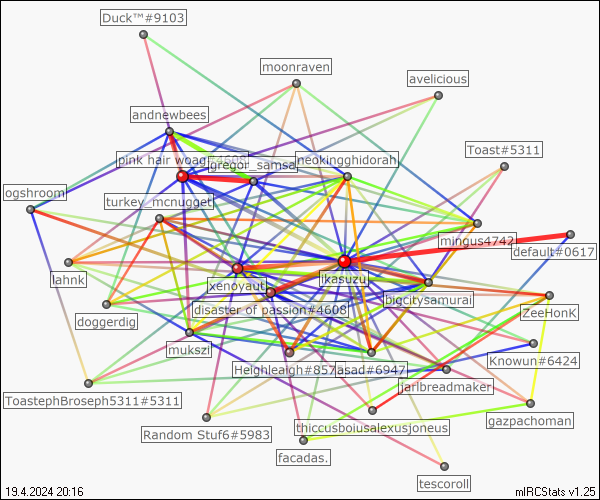 Duck™#9103
moonraven
avelicious
andnewbees
Toast#5311
pink hair woag#4608
gregor_samsa
neokingghidorah
ogshroom
turkey_mcnugget
mingus4742
default#0617
lahnk
xenoyaut
ikasuzu
bigcitysamurai
doggerdig
disaster of passion#4608
ZeeHonK
mukszi
Knowun#6424
Heighleigh#857
asad#6947
jarlbreadmaker
ToastephBroseph5311#5311
gazpachoman
Random Stuf6#5983
thiccusboiusalexusjoneus
facadas.
tescoroll
19.4.2024 20:16
mIRCStats v1.25